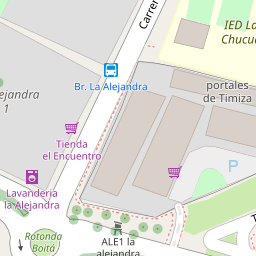 Carrer
IED La
Chucu
Br. La Alejandra
portales
de Timiza
lejandra
1
Tienda
el Encuentro
P
Lavandería
la Alejandra
ALE1 la
alejandra
Rotonda
Boitá